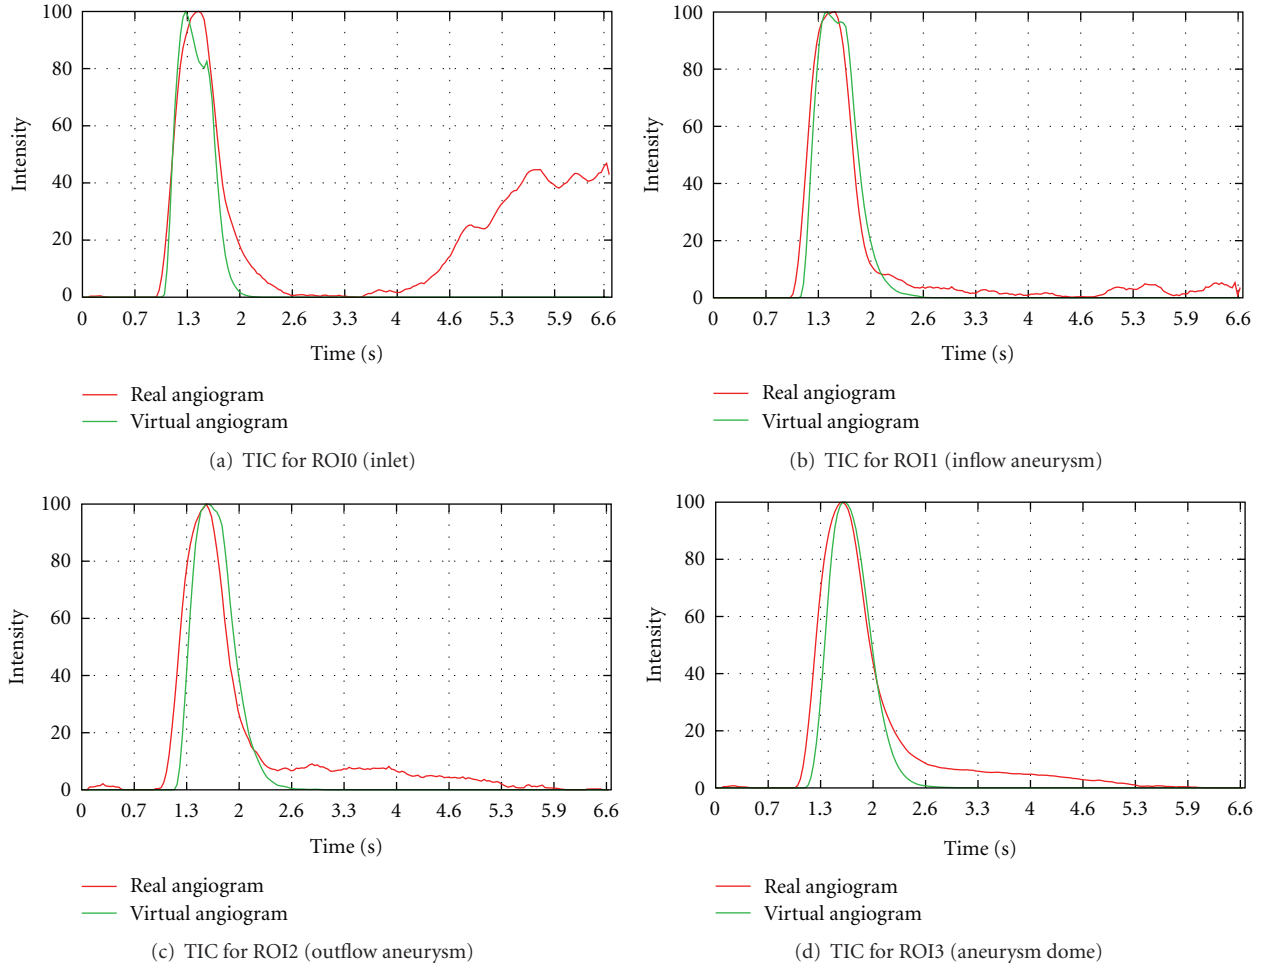 100
80
60
40
20
0
Intensity
0 0.7 1.3 2 2.6 3.3 4 4.6 5.3 5.9 6.6
Time (s)
Real angiogram
Virtual angiogram
(a) TIC for ROI0 (inlet)
100
80
60
40
20
0
Intensity
0 0.7 1.3 2 2.6 3.3 4 4.6 5.3 5.9 6.6
Time (s)
Real angiogram
Virtual angiogram
(b) TIC for ROI1 (inflow aneurysm)
100
80
60
40
20
0
Intensity
0 0.7 1.3 2 2.6 3.3 4 4.6 5.3 5.9 6.6
Time (s)
Real angiogram
Virtual angiogram
(c) TIC for ROI2 (outflow aneurysm)
100
80
60
40
20
0
Intensity
0 0.7 1.3 2 2.6 3.3 4 4.6 5.3 5.9 6.6
Time (s)
Real angiogram
Virtual angiogram
(d) TIC for ROI3 (aneurysm dome)